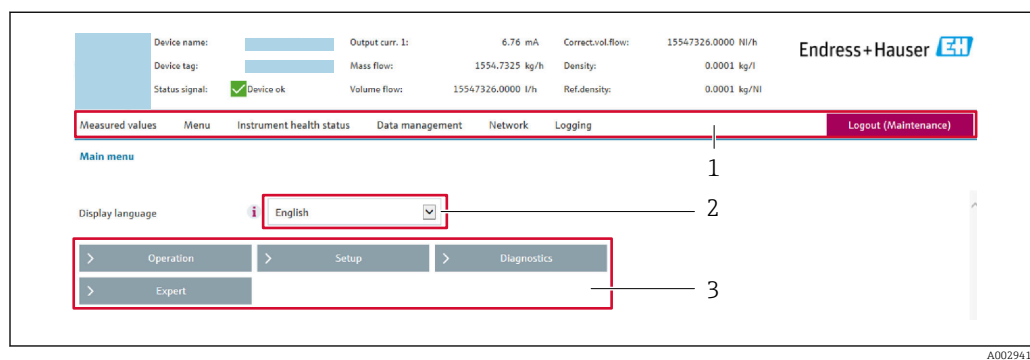 Device name: Output curr. 1: 6.76 mA Correct.vol.flow: 15547326.0000 Nl/h
Endress+Hauser EH
Device tag: Mass flow: 1554.7325 kg/h Density: 0.0001 kg/l
Status signal: Device ok Volume flow: 15547326.0000 l/h Ref.density: 0.0001 kg/Nl
Measured values Menu Instrument health status Data management Network Logging Logout (Maintenance)
1
Main menu
Display language i English 2
> Operation > Setup > Diagnostics
> Expert 3
A002941